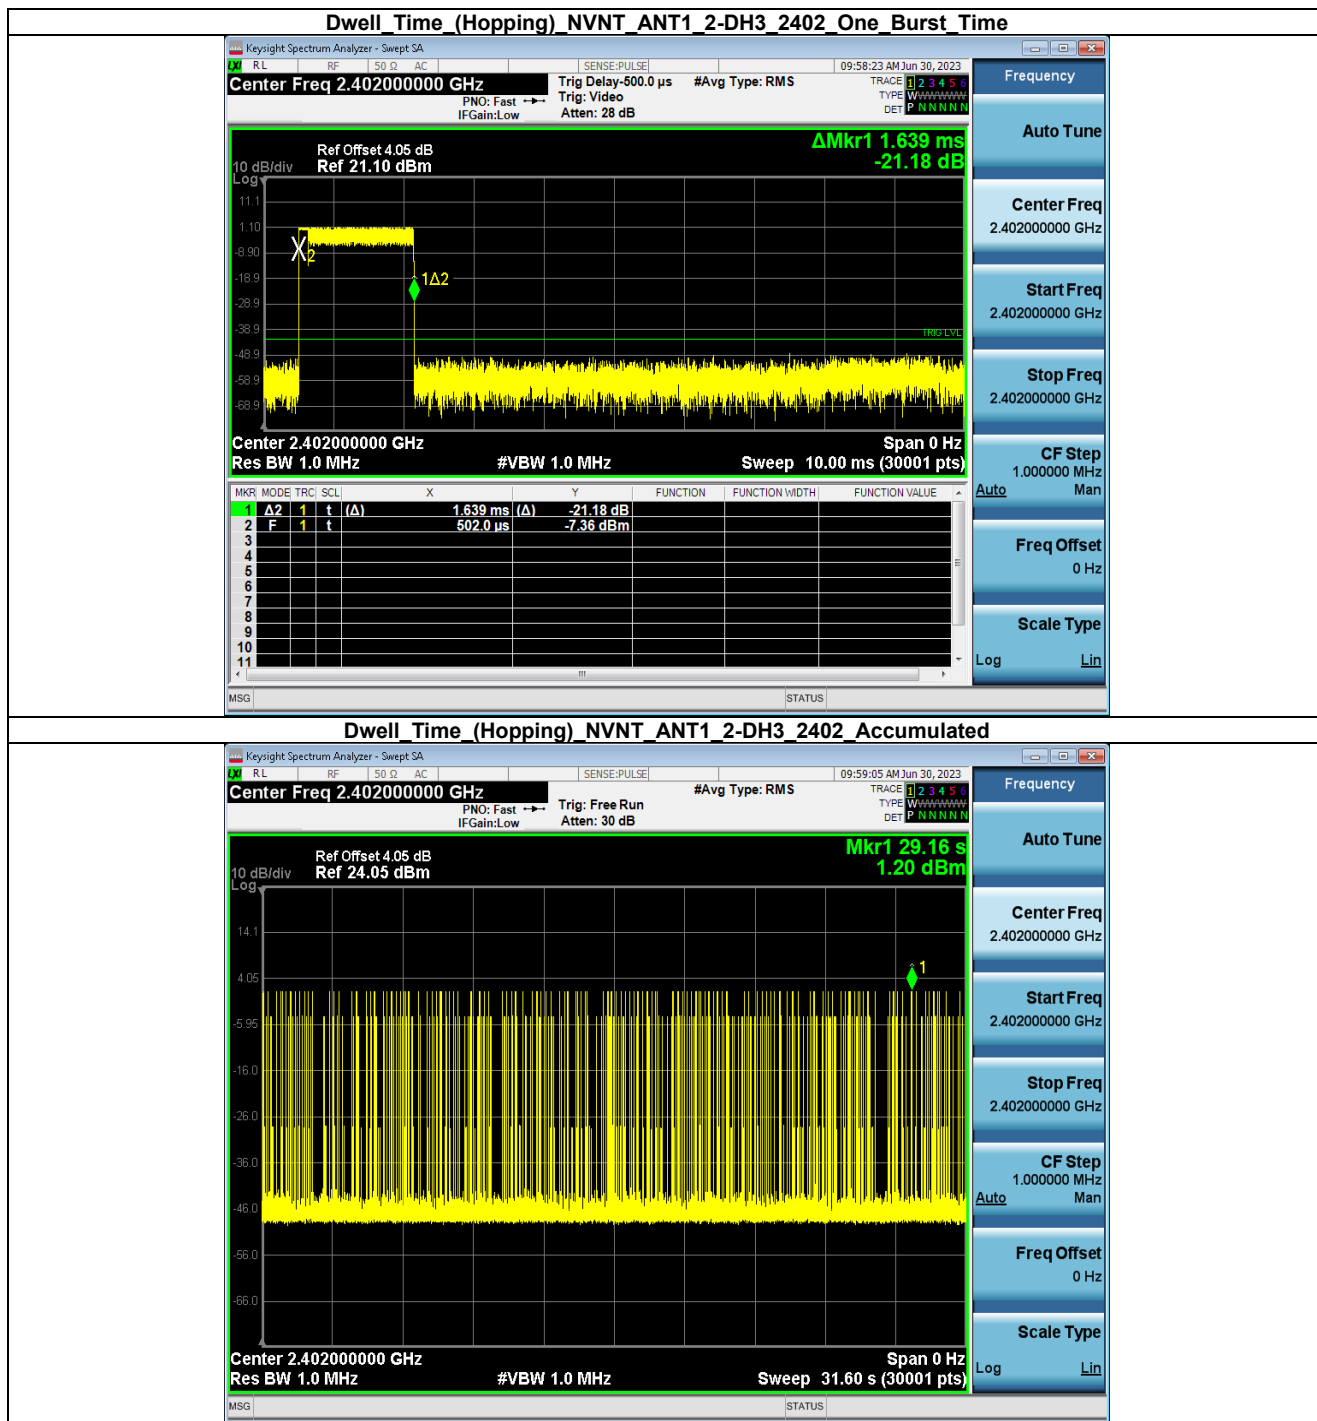 Dwell_Time_(Hopping)_NVNT_ANT1_2-DH3_2402_One_Burst_Time
Keysight Spectrum Analyzer - Swept SA
LXI RL RF 50 Ω AC SENSE:PULSE 09:58:23 AM Jun 30, 2023
Center Freq 2.402000000 GHz
PNO: Fast
IFGain:Low
Trig Delay-500.0 µs
Trig: Video
Atten: 28 dB
#Avg Type: RMS
TRACE 1 2 3 4 5 6
TYPE WWWWWW
DET P NNNNN
ΔMkr1 1.639 ms
-21.18 dB
Ref Offset 4.05 dB
10 dB/div Ref 21.10 dBm
Log
11.1
1.10
-8.90
-18.9
-28.9
-38.9
-48.9
-58.9
-68.9
2
1Δ2
TRIG LVL
Center 2.402000000 GHz Span 0 Hz
Res BW 1.0 MHz #VBW 1.0 MHz Sweep 10.00 ms (30001 pts)
MKR MODE TRC SCL X Y FUNCTION FUNCTION WIDTH FUNCTION VALUE
1 Δ2 1 t (Δ) 1.639 ms (Δ) -21.18 dB
2 F 1 t 502.0 µs -7.36 dBm
3
4
5
6
7
8
9
10
11
MSG STATUS
Frequency
Auto Tune
Center Freq
2.402000000 GHz
Start Freq
2.402000000 GHz
Stop Freq
2.402000000 GHz
CF Step
1.000000 MHz
Auto Man
Freq Offset
0 Hz
Scale Type
Log Lin
Dwell_Time_(Hopping)_NVNT_ANT1_2-DH3_2402_Accumulated
Keysight Spectrum Analyzer - Swept SA
LXI RL RF 50 Ω AC SENSE:PULSE 09:59:05 AM Jun 30, 2023
Center Freq 2.402000000 GHz
PNO: Fast
IFGain:Low
Trig: Free Run
Atten: 30 dB
#Avg Type: RMS
TRACE 1 2 3 4 5 6
TYPE WWWWWW
DET P NNNNN
Mkr1 29.16 s
1.20 dBm
Ref Offset 4.05 dB
10 dB/div Ref 24.05 dBm
Log
14.1
4.05
-5.95
-16.0
-26.0
-36.0
-46.0
-56.0
-66.0
1
Center 2.402000000 GHz Span 0 Hz
Res BW 1.0 MHz #VBW 1.0 MHz Sweep 31.60 s (30001 pts)
MSG STATUS
Frequency
Auto Tune
Center Freq
2.402000000 GHz
Start Freq
2.402000000 GHz
Stop Freq
2.402000000 GHz
CF Step
1.000000 MHz
Auto Man
Freq Offset
0 Hz
Scale Type
Log Lin